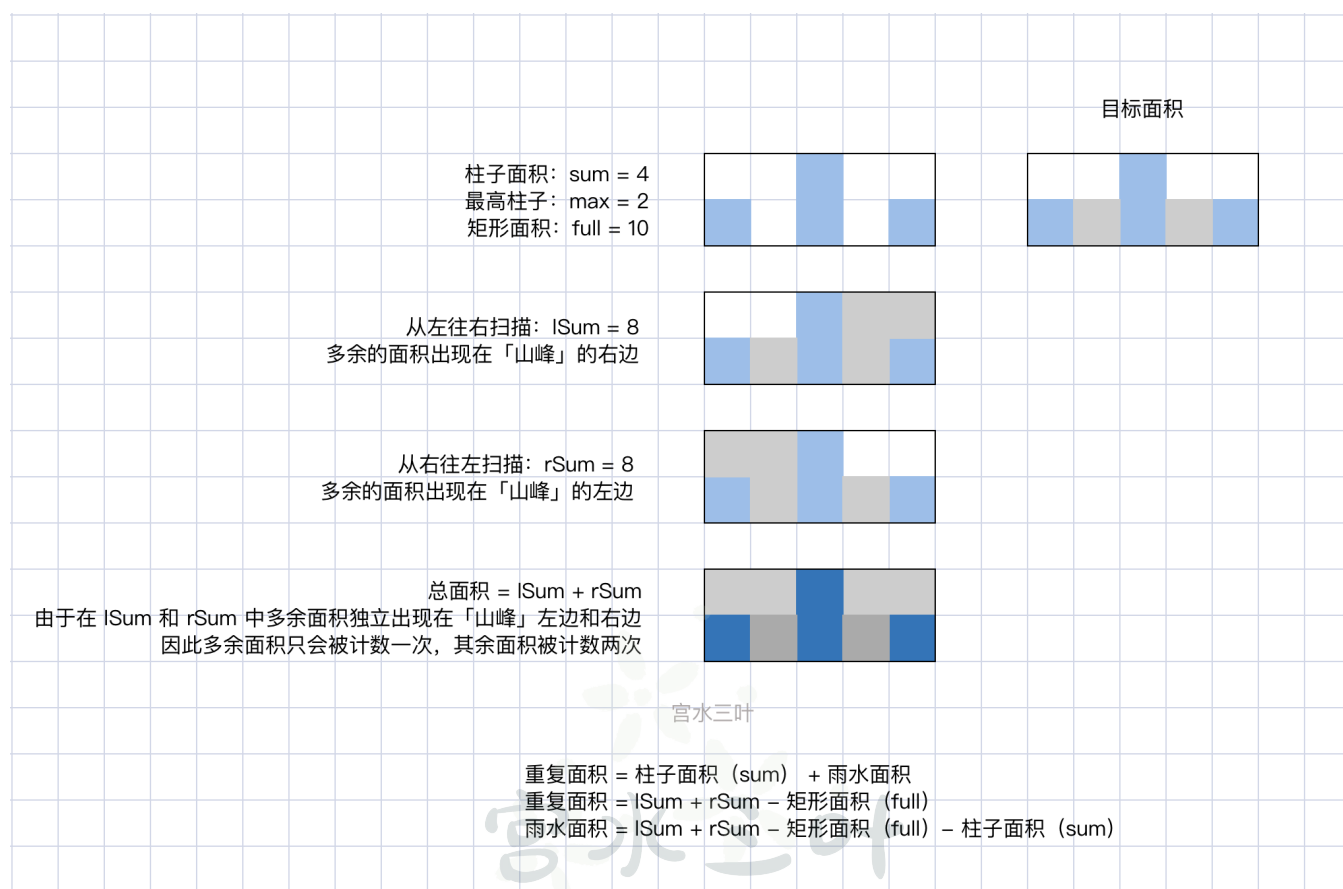 目标面积
柱子面积：sum = 4
最高柱子：max = 2
矩形面积：full = 10
从左往右扫描：lSum = 8
多余的面积出现在「山峰」的右边
从右往左扫描：rSum = 8
多余的面积出现在「山峰」的左边
总面积 = lSum + rSum
由于在 lSum 和 rSum 中多余面积独立出现在「山峰」左边和右边
因此多余面积只会被计数一次，其余面积被计数两次
宫水三叶
重复面积 = 柱子面积（sum） + 雨水面积
重复面积 = lSum + rSum − 矩形面积（full）
雨水面积 = lSum + rSum − 矩形面积（full）− 柱子面积（sum）
宫水三叶